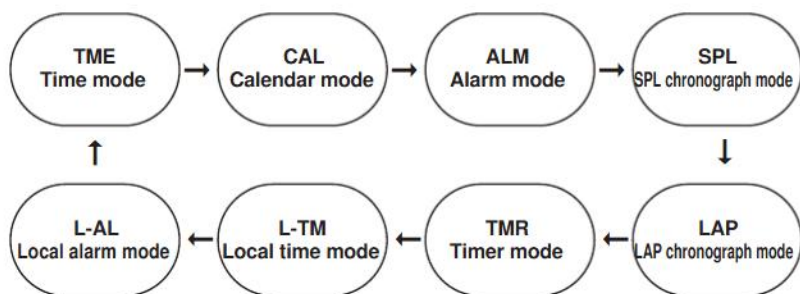 TME
Time mode
CAL
Calendar mode
ALM
Alarm mode
SPL
SPL chronograph mode
L-AL
Local alarm mode
L-TM
Local time mode
TMR
Timer mode
LAP
LAP chronograph mode